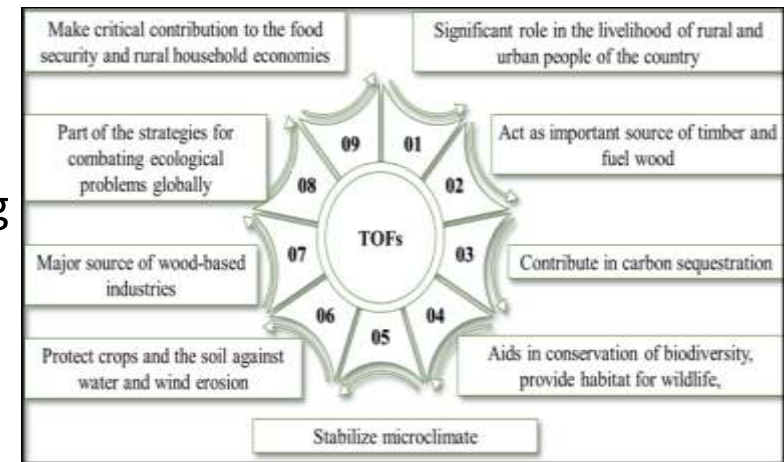 Make critical contribution to the food
security and rural household economies
Significant role in the livelihood of rural and
urban people of the country
Part of the strategies for
combating ecological
problems globally
Act as important source of timber and
fuel wood
g
Major source of wood-based
industries
Contribute in carbon sequestration
Protect crops and the soil against
water and wind erosion
Aids in conservation of biodiversity,
provide habitat for wildlife,
Stabilize microclimate
TOFs
01
02
03
04
05
06
07
08
09